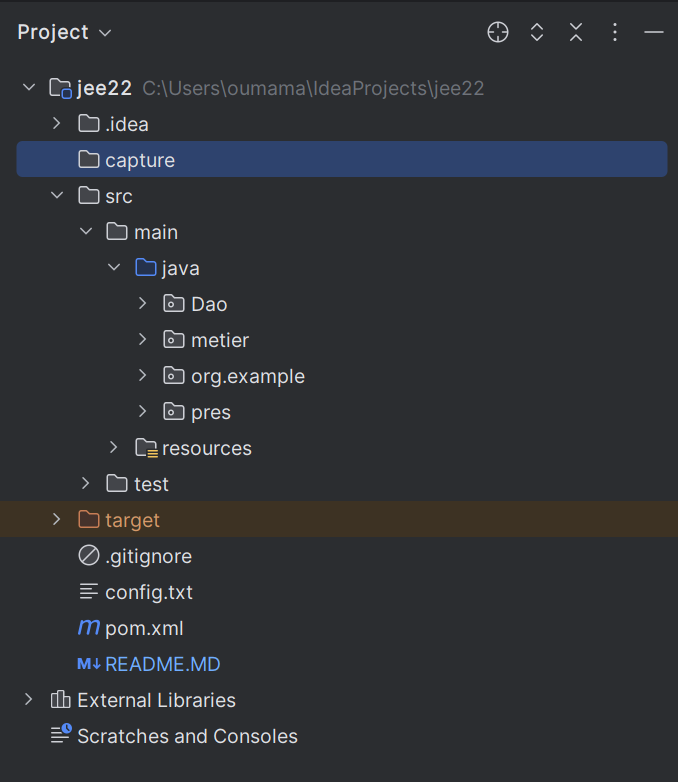 Project
jee22 C:\Users\oumama\IdeaProjects\jee22
.idea
capture
src
main
java
Dao
metier
org.example
pres
resources
test
target
.gitignore
config.txt
m pom.xml
M↓ README.MD
External Libraries
Scratches and Consoles